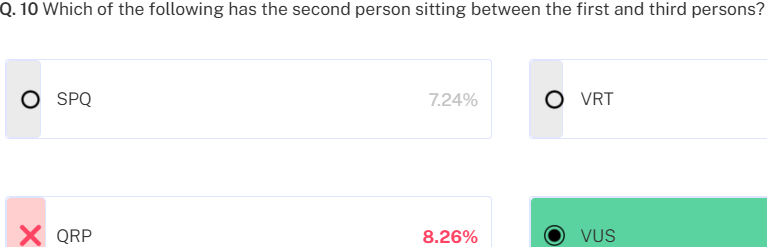 Q. 10 Which of the following has the second person sitting between the first and third persons?
SPQ 7.24%
VRT
QRP 8.26%
VUS